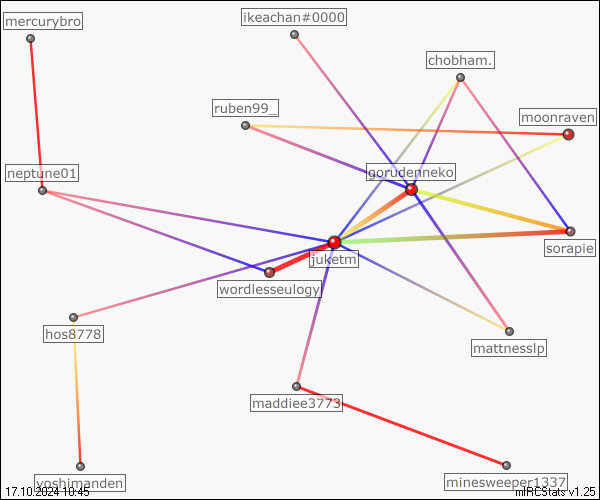 mercurybro
ikeachan#0000
chobham.
ruben99_
moonraven
neptune01
gorudenneko
sorapie
juketm
wordlesseulogy
hos8778
mattnesslp
maddiee3773
yoshimanden
minesweeper1337
17.10.2024 10:45
mIRCStats v1.25